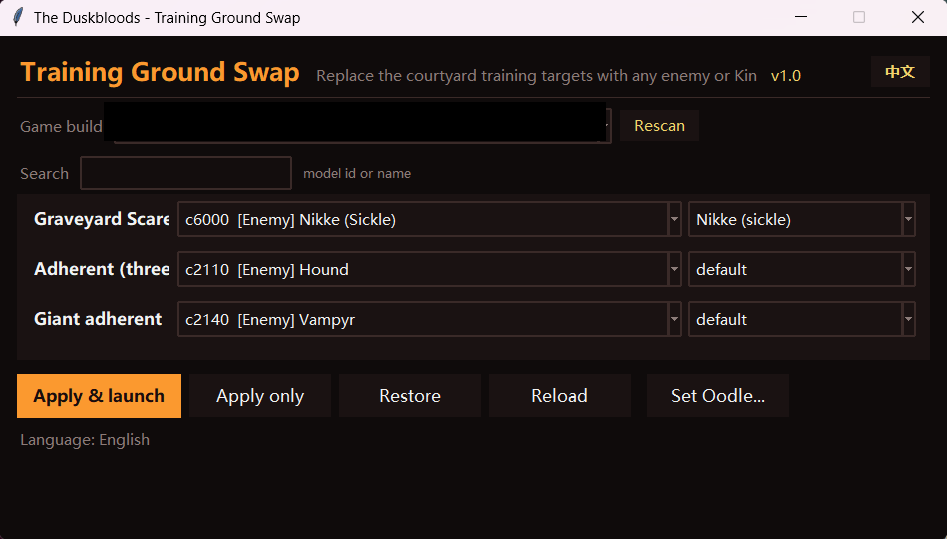 The Duskbloods - Training Ground Swap
Training Ground Swap Replace the courtyard training targets with any enemy or Kin v1.0 中文
Game build Rescan
Search model id or name
Graveyard Scare c6000 [Enemy] Nikke (Sickle) Nikke (sickle)
Adherent (three c2110 [Enemy] Hound default
Giant adherent c2140 [Enemy] Vampyr default
Apply & launch Apply only Restore Reload Set Oodle...
Language: English